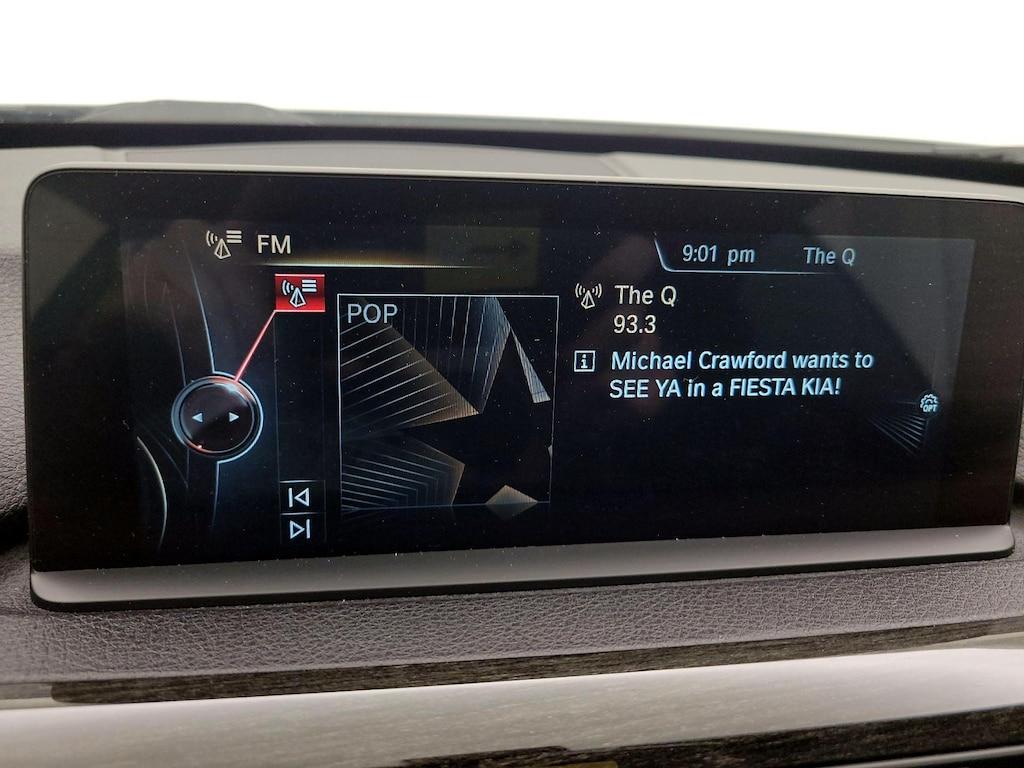 FM
9:01 pm The Q
POP
The Q
93.3
Michael Crawford wants to
SEE YA in a FIESTA KIA!
OPT